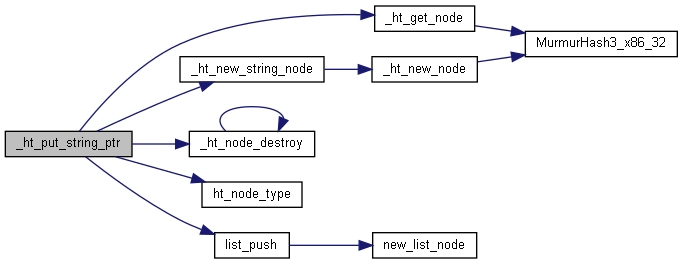 _ht_get_node
MurmurHash3_x86_32
_ht_new_string_node
_ht_new_node
_ht_put_string_ptr
_ht_node_destroy
ht_node_type
list_push
new_list_node